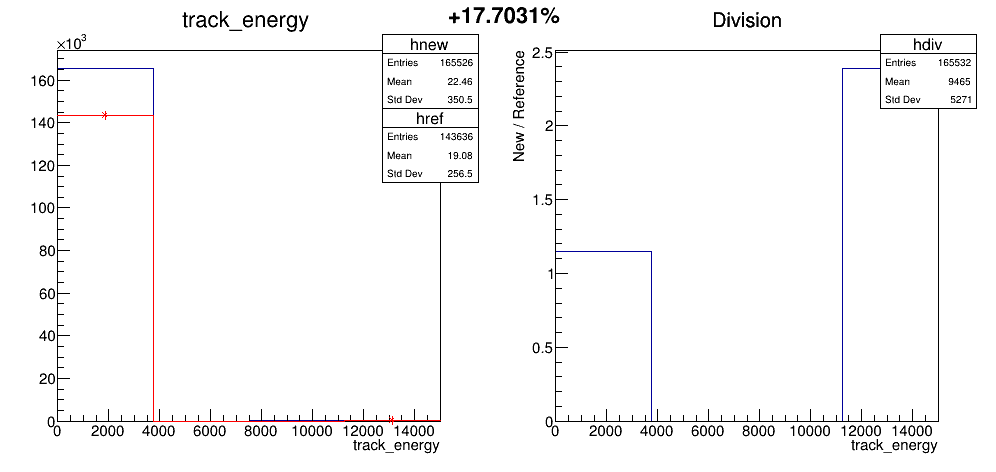 +17.7031%
track_energy
×10³
hnew
Entries 165526
Mean 22.46
Std Dev 350.5
href
Entries 143636
Mean 19.08
Std Dev 256.5
160
140
120
100
80
60
40
20
0
0 2000 4000 6000 8000 10000 12000 14000
track_energy
Division
hdiv
Entries 165532
Mean 9465
Std Dev 5271
New / Reference
2.5
2
1.5
1
0.5
0
0 2000 4000 6000 8000 10000 12000 14000
track_energy